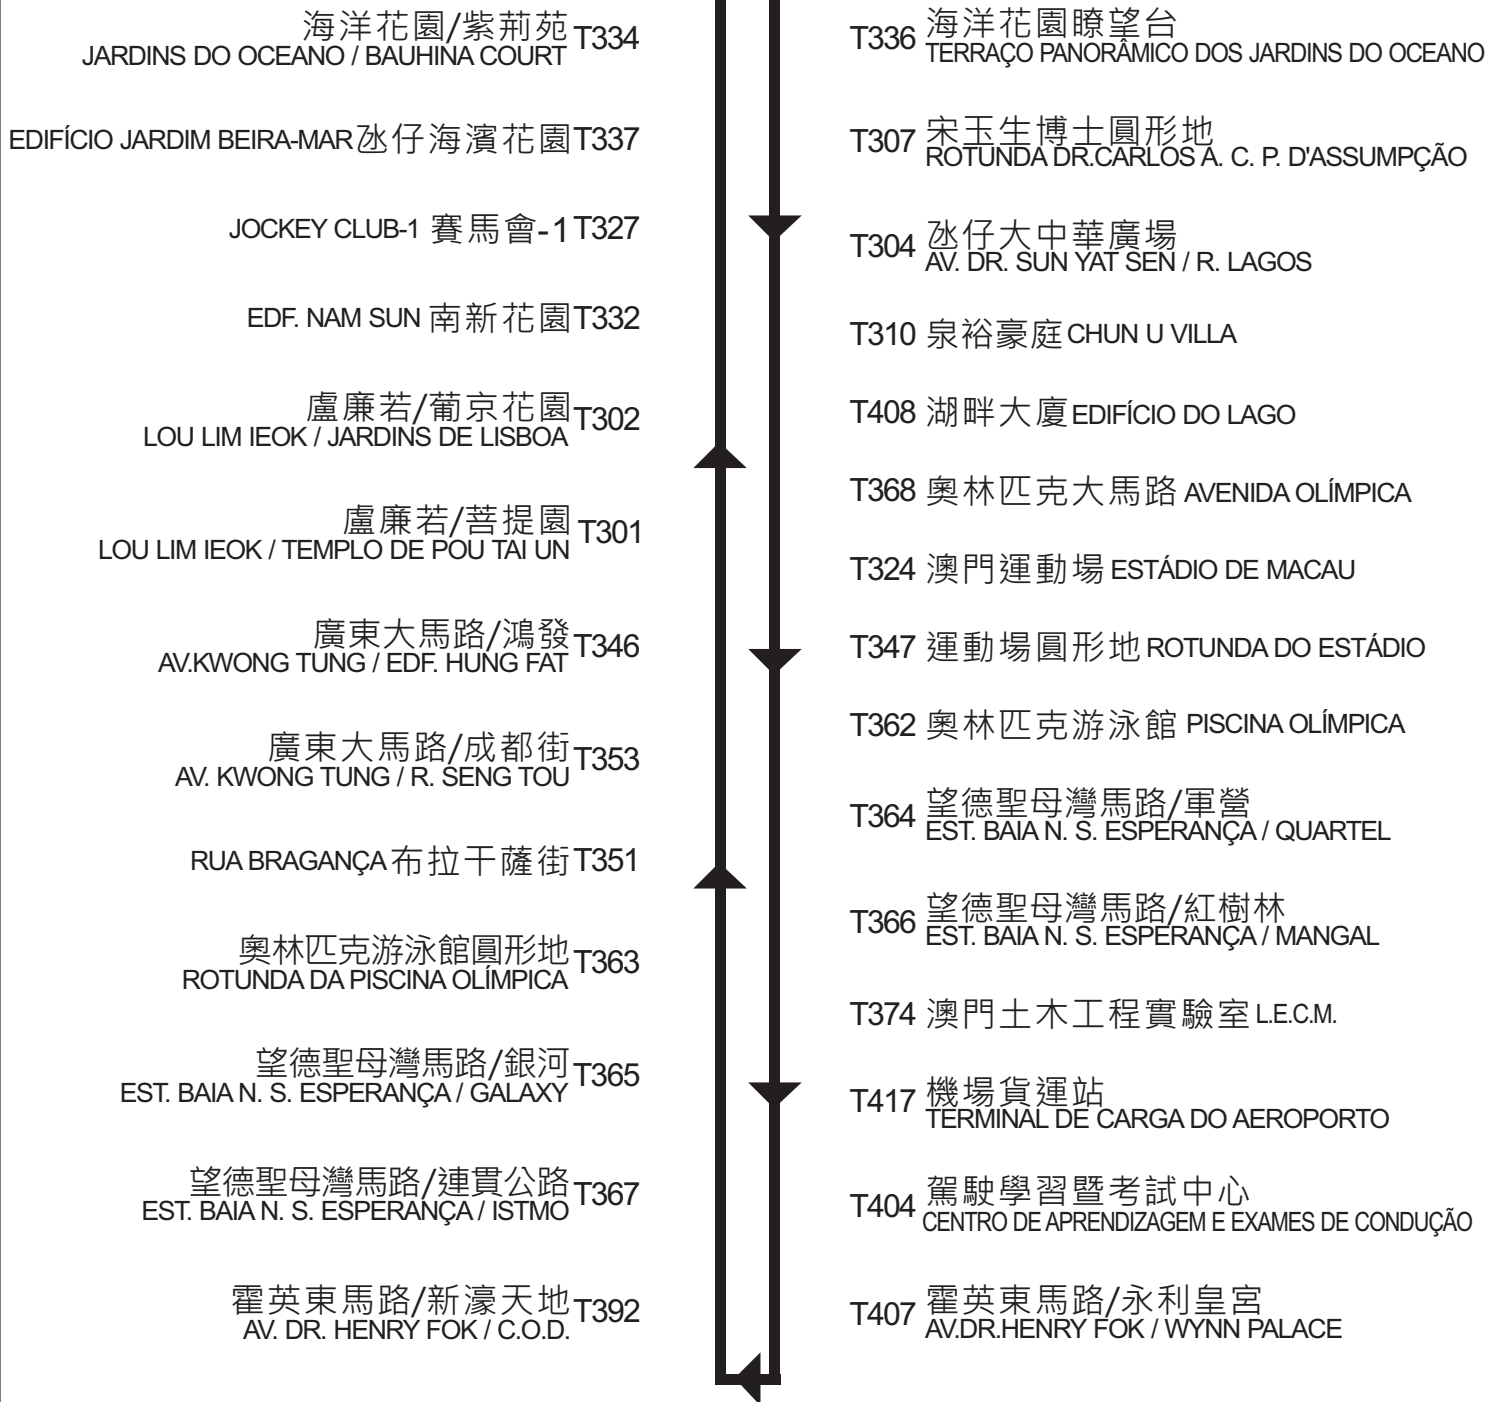 海洋花園/紫荊苑 T334
JARDINS DO OCEANO / BAUHINA COURT
EDIFÍCIO JARDIM BEIRA-MAR 氹仔海濱花園 T337
JOCKEY CLUB-1 賽馬會-1 T327
EDF. NAM SUN 南新花園 T332
盧廉若/葡京花園 T302
LOU LIM IEOK / JARDINS DE LISBOA
盧廉若/菩提園 T301
LOU LIM IEOK / TEMPLO DE POU TAI UN
廣東大馬路/鴻發 T346
AV.KWONG TUNG / EDF. HUNG FAT
廣東大馬路/成都街 T353
AV. KWONG TUNG / R. SENG TOU
RUA BRAGANÇA 布拉干薩街 T351
奧林匹克游泳館圓形地 T363
ROTUNDA DA PISCINA OLÍMPICA
望德聖母灣馬路/銀河 T365
EST. BAIA N. S. ESPERANÇA / GALAXY
望德聖母灣馬路/連貫公路 T367
EST. BAIA N. S. ESPERANÇA / ISTMO
霍英東馬路/新濠天地 T392
AV. DR. HENRY FOK / C.O.D.
T336 海洋花園瞭望台
TERRAÇO PANORÂMICO DOS JARDINS DO OCEANO
T307 宋玉生博士圓形地
ROTUNDA DR.CARLOS A. C. P. D'ASSUMPÇÃO
T304 氹仔大中華廣場
AV. DR. SUN YAT SEN / R. LAGOS
T310 泉裕豪庭 CHUN U VILLA
T408 湖畔大廈 EDIFÍCIO DO LAGO
T368 奧林匹克大馬路 AVENIDA OLÍMPICA
T324 澳門運動場 ESTÁDIO DE MACAU
T347 運動場圓形地 ROTUNDA DO ESTÁDIO
T362 奧林匹克游泳館 PISCINA OLÍMPICA
T364 望德聖母灣馬路/軍營
EST. BAIA N. S. ESPERANÇA / QUARTEL
T366 望德聖母灣馬路/紅樹林
EST. BAIA N. S. ESPERANÇA / MANGAL
T374 澳門土木工程實驗室 L.E.C.M.
T417 機場貨運站
TERMINAL DE CARGA DO AEROPORTO
T404 駕駛學習暨考試中心
CENTRO DE APRENDIZAGEM E EXAMES DE CONDUÇÃO
T407 霍英東馬路/永利皇宮
AV.DR.HENRY FOK / WYNN PALACE